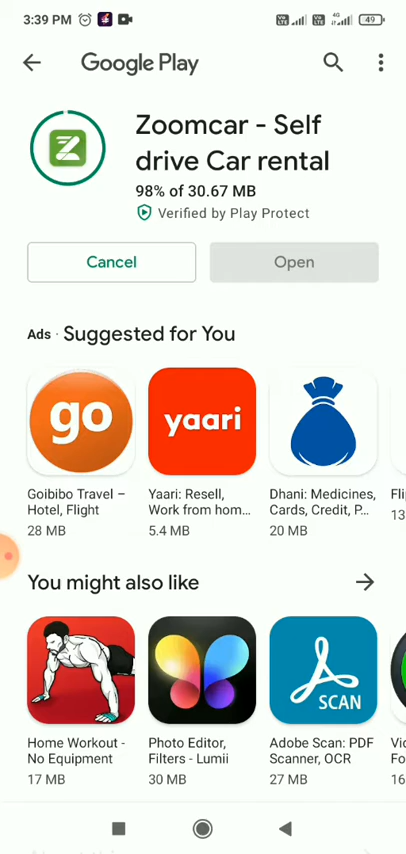 3:39 PM
4G
49
Google Play
Zoomcar - Self
drive Car rental
98% of 30.67 MB
Verified by Play Protect
Cancel
Open
Ads · Suggested for You
go
yaari
Goibibo Travel –
Hotel, Flight
28 MB
Yaari: Resell,
Work from hom...
5.4 MB
Dhani: Medicines,
Cards, Credit, P...
20 MB
Fli
13
You might also like
SCAN
Home Workout -
No Equipment
17 MB
Photo Editor,
Filters - Lumii
30 MB
Adobe Scan: PDF
Scanner, OCR
27 MB
Vic
Fo
16